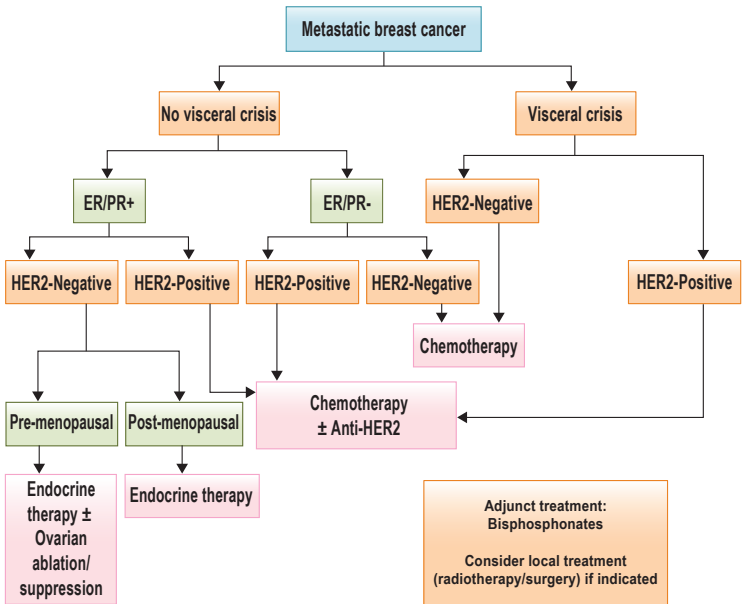 Metastatic breast cancer
No visceral crisis
Visceral crisis
ER/PR+
ER/PR-
HER2-Negative
HER2-Negative
HER2-Positive
HER2-Positive
HER2-Negative
HER2-Positive
Chemotherapy
Pre-menopausal
Post-menopausal
Chemotherapy
± Anti-HER2
Endocrine
therapy ±
Ovarian
ablation/
suppression
Endocrine therapy
Adjunct treatment:
Bisphosphonates
Consider local treatment
(radiotherapy/surgery) if indicated